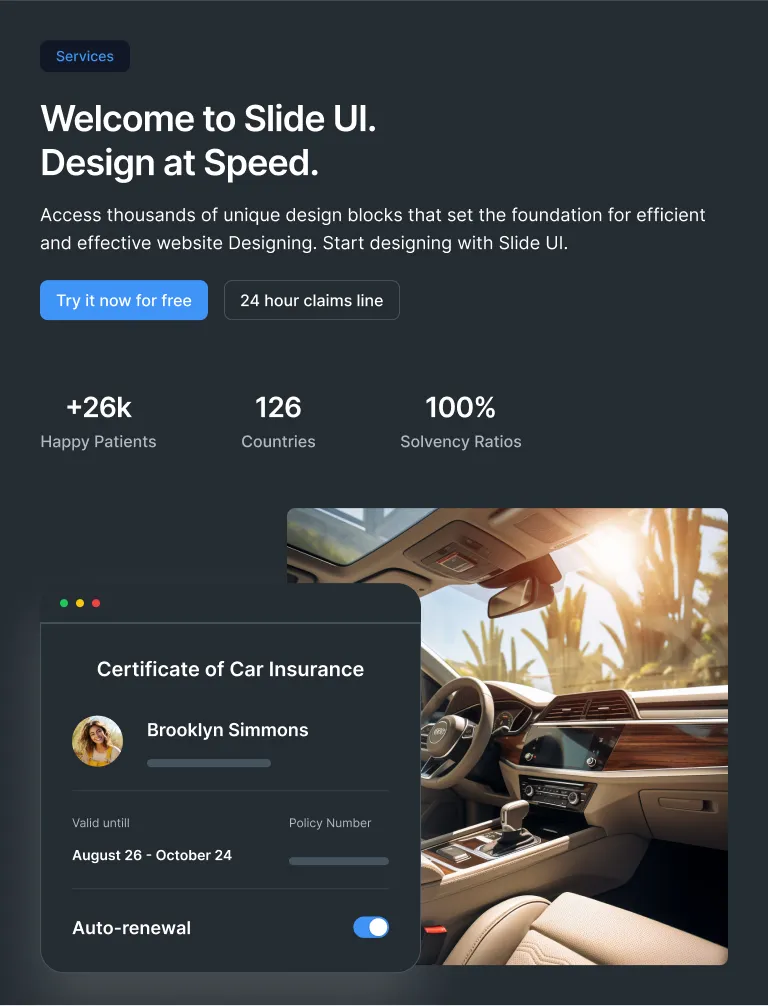 Services
Welcome to Slide UI.
Design at Speed.
Access thousands of unique design blocks that set the foundation for efficient
and effective website Designing. Start designing with Slide UI.
Try it now for free
24 hour claims line
+26k
Happy Patients
126
Countries
100%
Solvency Ratios
Certificate of Car Insurance
Brooklyn Simmons
Valid untill
August 26 - October 24
Policy Number
Auto-renewal